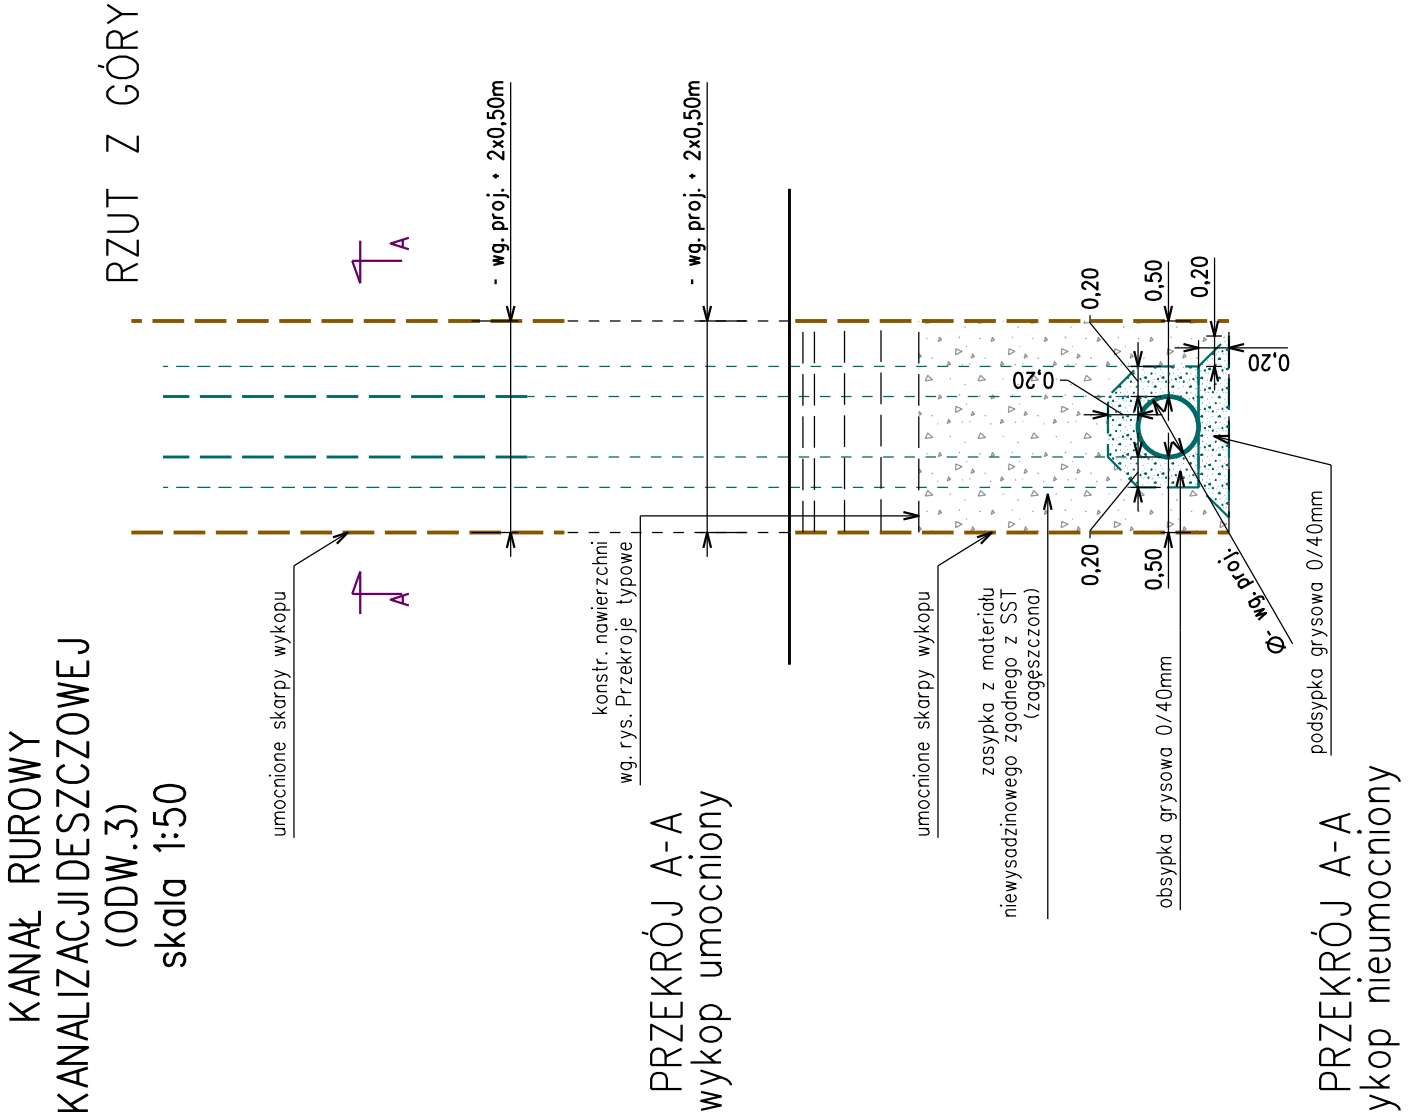 KANAŁ RUROWY
KANALIZACJI DESZCZOWEJ
(ODW.3)
skala 1:50
RZUT Z GÓRY
umocnione skarpy wykopu
A
A
- wg. proj. + 2x0,50m
- wg. proj. + 2x0,50m
konstr. nawierzchni
wg. rys. Przekroje typowe
PRZEKRÓJ A-A
wykop umocniony
umocnione skarpy wykopu
zasypka z materiału
niewysadzinowego zgodnego z SST
(zagęszczona)
obsypka grysowa 0/40mm
podsypka grysowa 0/40mm
Ø- wg. proj.
0,20
0,50
0,20
0,50
0,20
0,20
0,20
PRZEKRÓJ A-A
ykop nieumocniony